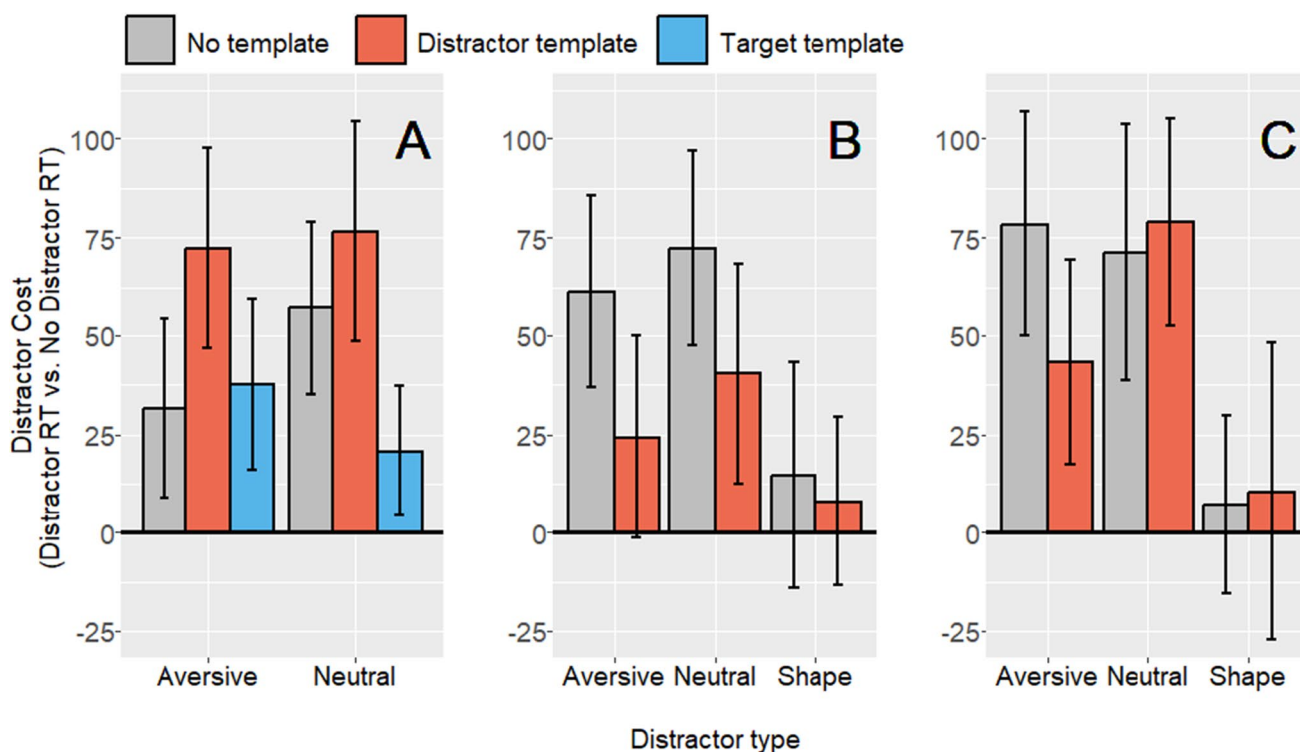 No template Distractor template Target template
Distractor Cost
(Distractor RT vs. No Distractor RT)
A
100
75
50
25
0
-25
Aversive Neutral
B
100
75
50
25
0
-25
Aversive Neutral Shape
C
100
75
50
25
0
-25
Aversive Neutral Shape
Distractor type